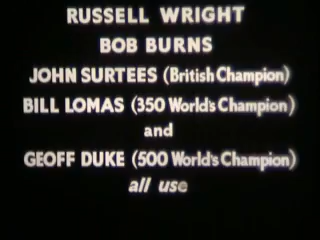 RUSSELL WRIGHT
BOB BURNS
JOHN SURTEES (British Champion)
BILL LOMAS (350 World's Champion)
and
GEOFF DUKE (500 World's Champion)
all use